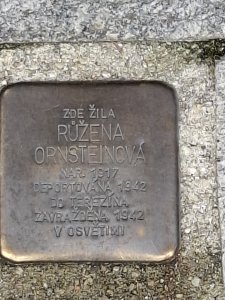 ZDE ŽILA
RŮŽENA
ORNSTEINOVÁ
NAR. 1917
DEPORTOVÁNA 1942
DO TEREZÍNA
ZAVRAŽDĚNA 1942
V OSVĚTIMI